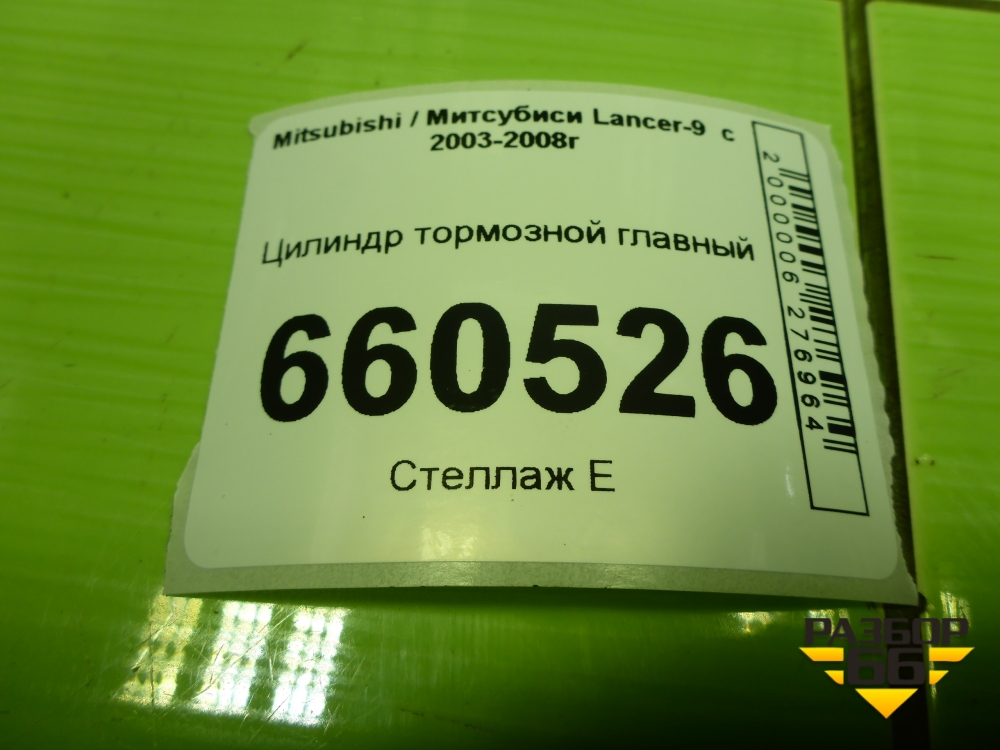 Mitsubishi / Митсубиси Lancer-9 с
2003-2008г
Цилиндр тормозной главный
660526
Стеллаж Е
2000006276964
РАЗБОР
66